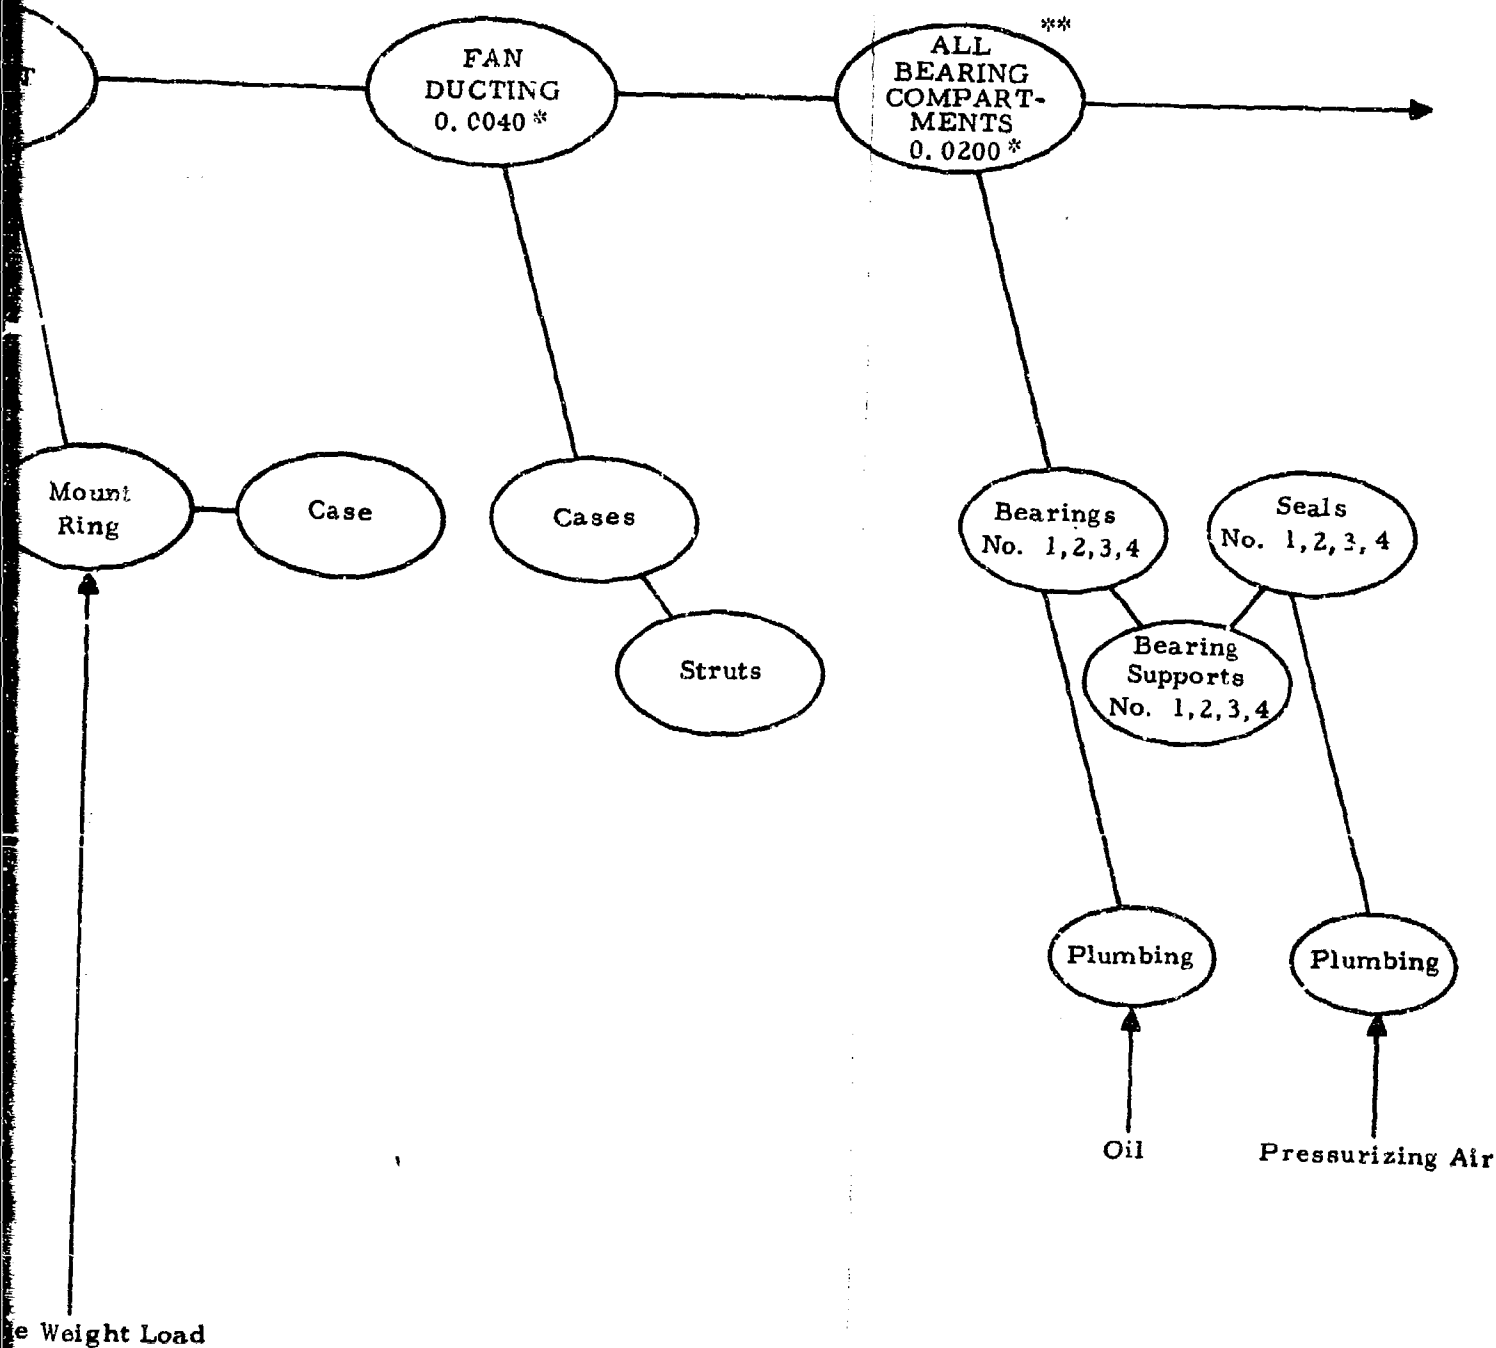 T
FAN
DUCTING
0.0040 *
**
ALL
BEARING
COMPART-
MENTS
0.0200 *
Mount
Ring
Case
Cases
Struts
Bearings
No. 1,2,3,4
Seals
No. 1,2,3,4
Bearing
Supports
No. 1,2,3,4
Plumbing
Plumbing
Oil
Pressurizing Air
e Weight Load